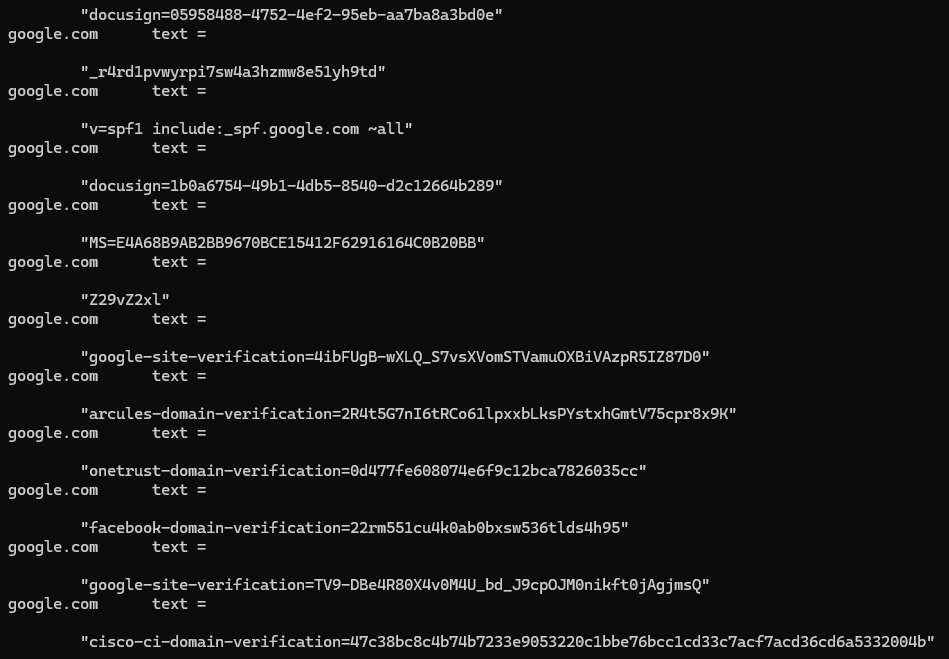 "docusign=05958488-4752-4ef2-95eb-aa7ba8a3bd0e"
google.com text =
"_r4rd1pvwyrpi7sw4a3hzmw8e51yh9td"
google.com text =
"v=spf1 include:_spf.google.com ~all"
google.com text =
"docusign=1b0a6754-49b1-4db5-8540-d2c12664b289"
google.com text =
"MS=E4A68B9AB2BB9670BCE15412F62916164C0B20BB"
google.com text =
"Z29vZ2xl"
google.com text =
"google-site-verification=4ibFUgB-wXLQ_S7vsXVomSTVamuOXBiVAzpR5IZ87D0"
google.com text =
"arcules-domain-verification=2R4t5G7nI6tRCo61lpxxbLksPYstxhGmtV75cpr8x9K"
google.com text =
"onetrust-domain-verification=0d477fe608074e6f9c12bca7826035cc"
google.com text =
"facebook-domain-verification=22rm551cu4k0ab0bxsw536tlds4h95"
google.com text =
"google-site-verification=TV9-DBe4R80X4v0M4U_bd_J9cpOJM0nikft0jAgjmsQ"
google.com text =
"cisco-ci-domain-verification=47c38bc8c4b74b7233e9053220c1bbe76bcc1cd33c7acf7acd36cd6a5332004b"